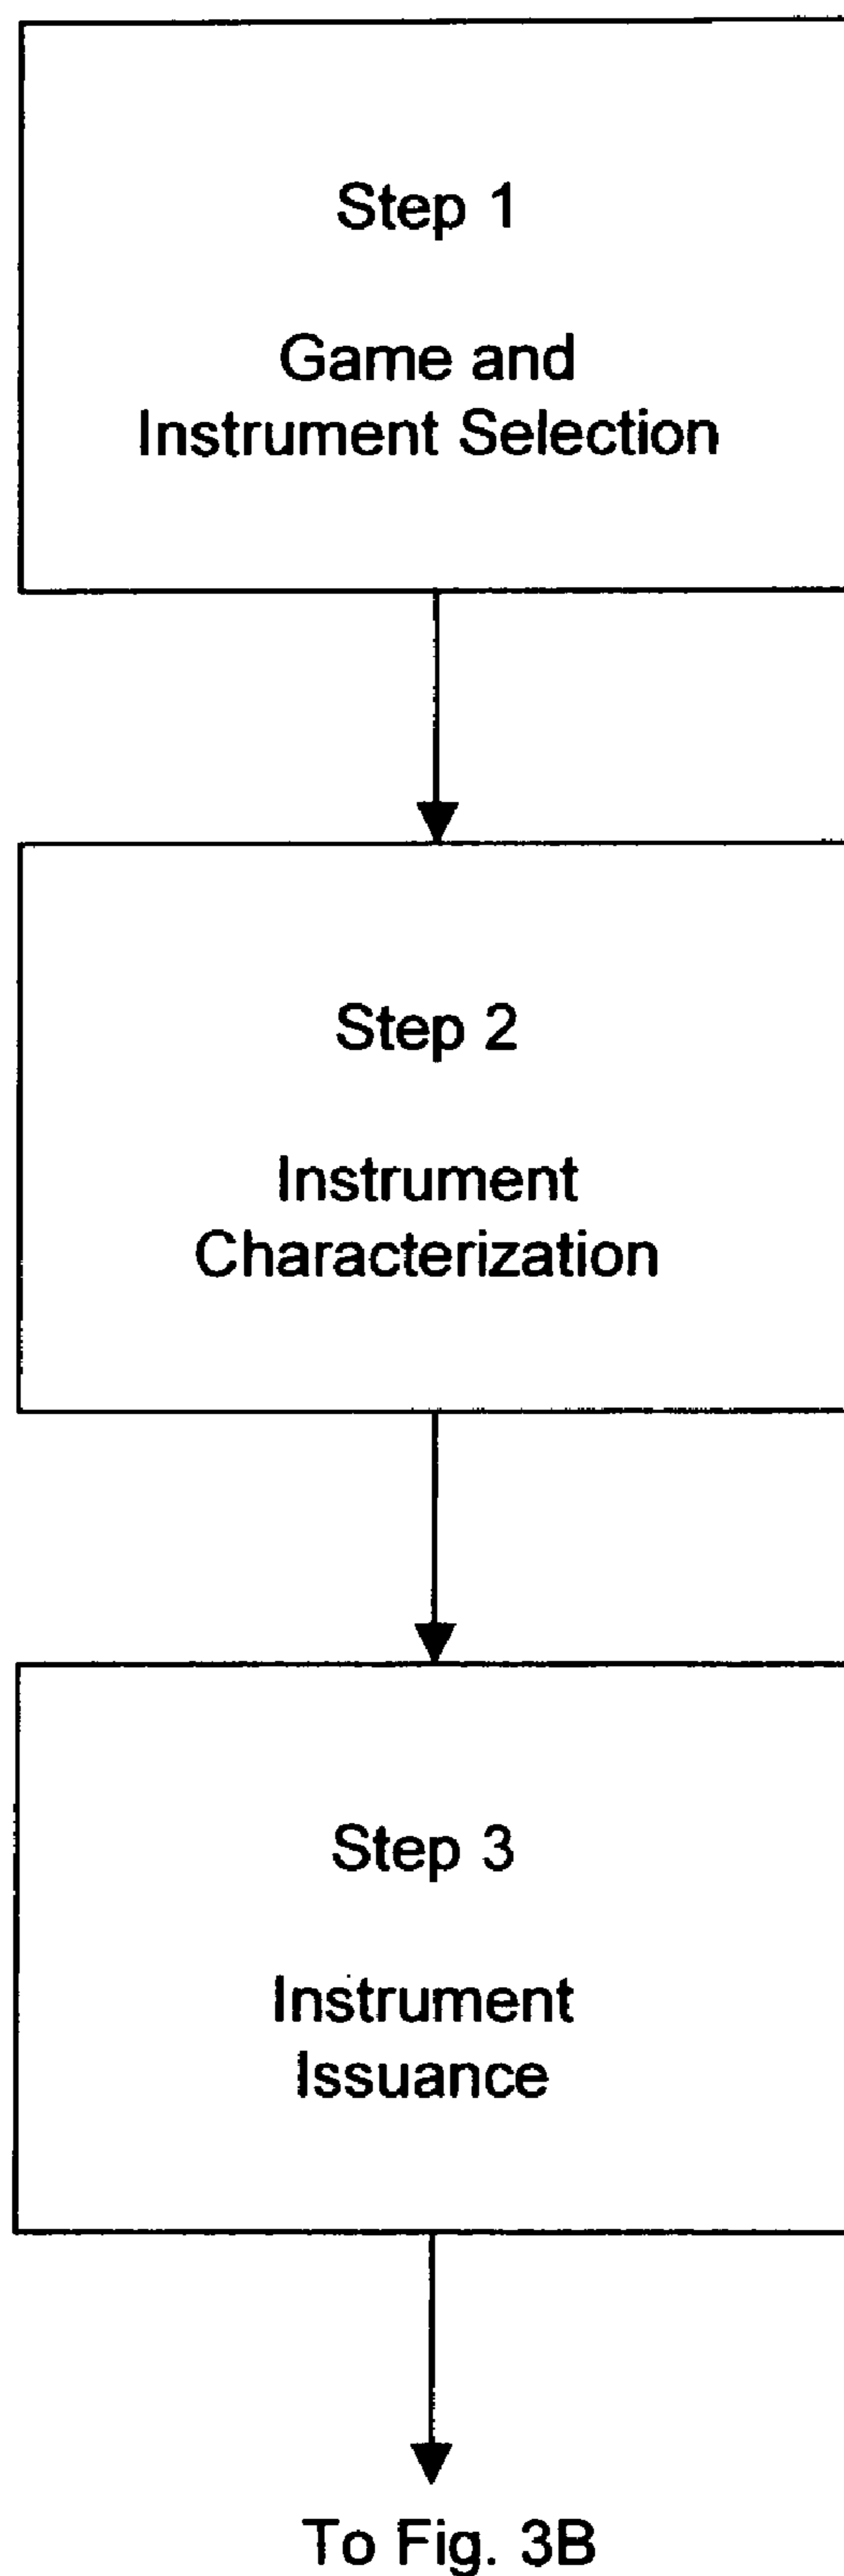 Step 1
Game and
Instrument Selection
Step 2
Instrument
Characterization
Step 3
Instrument
Issuance
To Fig. 3B